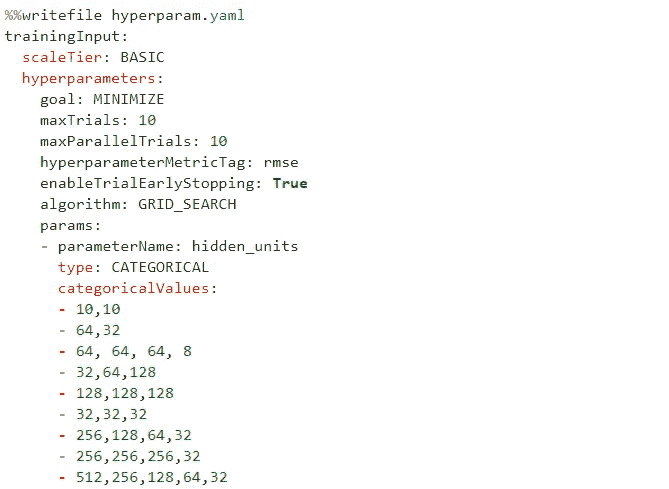 %%writefile hyperparam.yaml
trainingInput:
  scaleTier: BASIC
  hyperparameters:
    goal: MINIMIZE
    maxTrials: 10
    maxParallelTrials: 10
    hyperparameterMetricTag: rmse
    enableTrialEarlyStopping: True
    algorithm: GRID_SEARCH
    params:
    - parameterName: hidden_units
      type: CATEGORICAL
      categoricalValues:
      - 10,10
      - 64,32
      - 64, 64, 64, 8
      - 32,64,128
      - 128,128,128
      - 32,32,32
      - 256,128,64,32
      - 256,256,256,32
      - 512,256,128,64,32